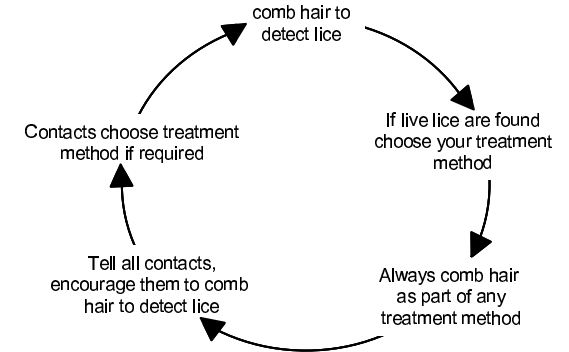 comb hair to
detect lice
If live lice are found
choose your treatment
method
Always comb hair
as part of any
treatment method
Tell all contacts,
encourage them to comb
hair to detect lice
Contacts choose treatment
method if required